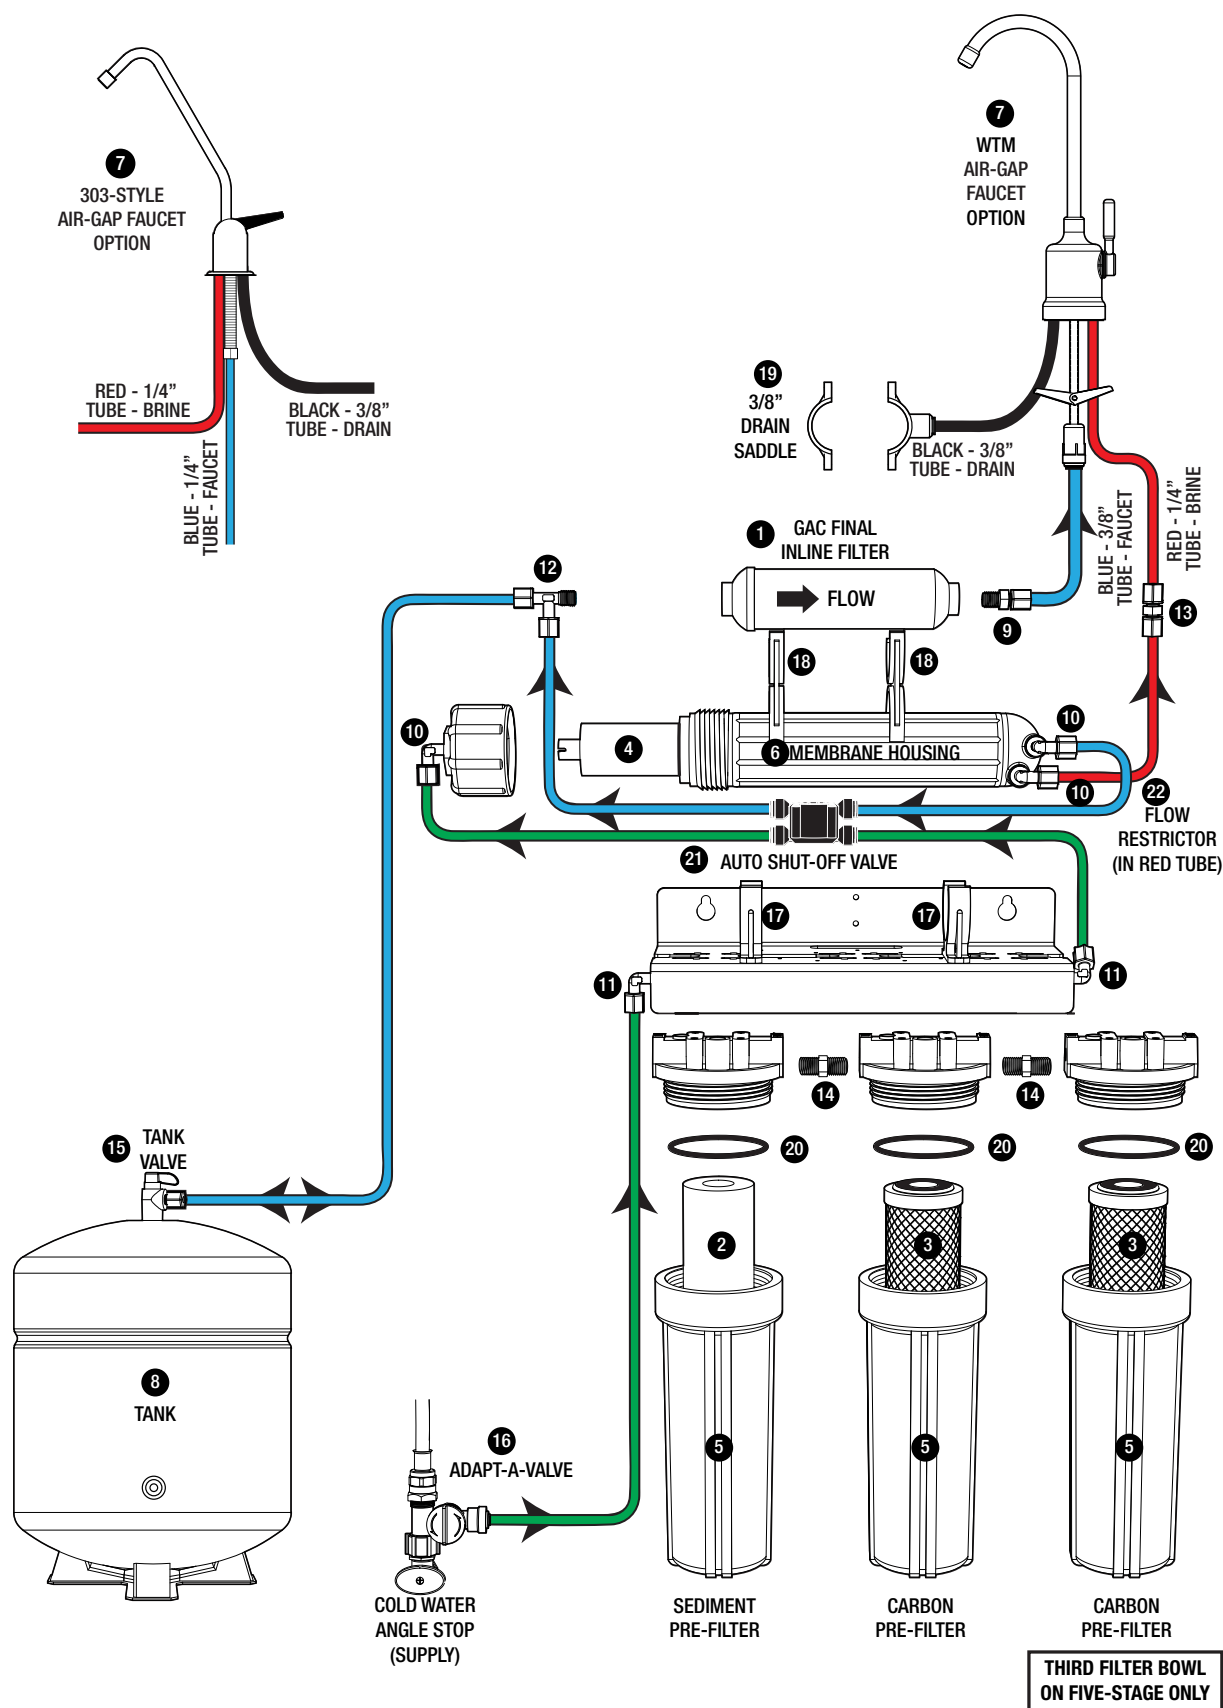 7
303-STYLE
AIR-GAP FAUCET
OPTION
RED - 1/4”
TUBE - BRINE
BLUE - 1/4”
TUBE - FAUCET
BLACK - 3/8”
TUBE - DRAIN
7
WTM
AIR-GAP
FAUCET
OPTION
19
3/8”
DRAIN
SADDLE
BLACK - 3/8”
TUBE - DRAIN
BLUE - 3/8”
TUBE - FAUCET
RED - 1/4”
TUBE - BRINE
1
GAC FINAL
INLINE FILTER
FLOW
12
9
13
18
18
10
4
6
MEMBRANE HOUSING
10
10
22
FLOW
RESTRICTOR
(IN RED TUBE)
21
AUTO SHUT-OFF VALVE
17
17
11
11
14
14
20
20
20
15
TANK
VALVE
2
3
3
8
TANK
16
ADAPT-A-VALVE
5
5
5
COLD WATER
ANGLE STOP
(SUPPLY)
SEDIMENT
PRE-FILTER
CARBON
PRE-FILTER
CARBON
PRE-FILTER
THIRD FILTER BOWL
ON FIVE-STAGE ONLY